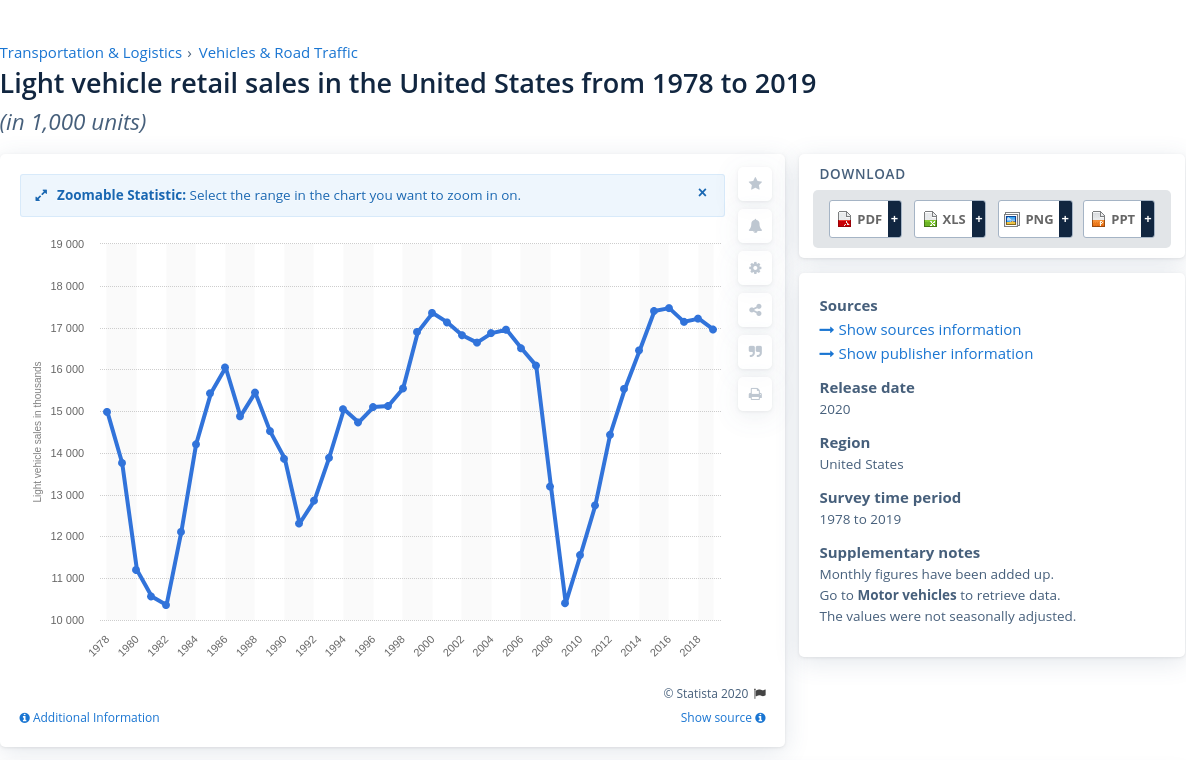 Transportation & Logistics › Vehicles & Road Traffic
Light vehicle retail sales in the United States from 1978 to 2019
(in 1,000 units)
Zoomable Statistic: Select the range in the chart you want to zoom in on.
×
19 000
18 000
17 000
16 000
15 000
14 000
13 000
12 000
11 000
10 000
Light vehicle sales in thousands
1978
1980
1982
1984
1986
1988
1990
1992
1994
1996
1998
2000
2002
2004
2006
2008
2010
2012
2014
2016
2018
© Statista 2020
Additional Information
Show source
DOWNLOAD
PDF + XLS + PNG + PPT +
Sources
Show sources information
Show publisher information
Release date
2020
Region
United States
Survey time period
1978 to 2019
Supplementary notes
Monthly figures have been added up.
Go to Motor vehicles to retrieve data.
The values were not seasonally adjusted.